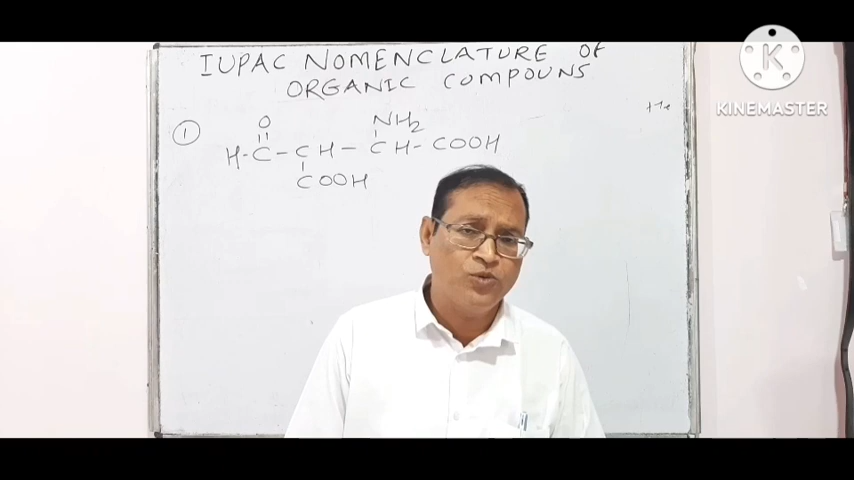 IUPAC NOMENCLATURE OF
ORGANIC COMPOUNS
KINEMASTER
①
O
NH2
H-C-CH-CH-COOH
COOH